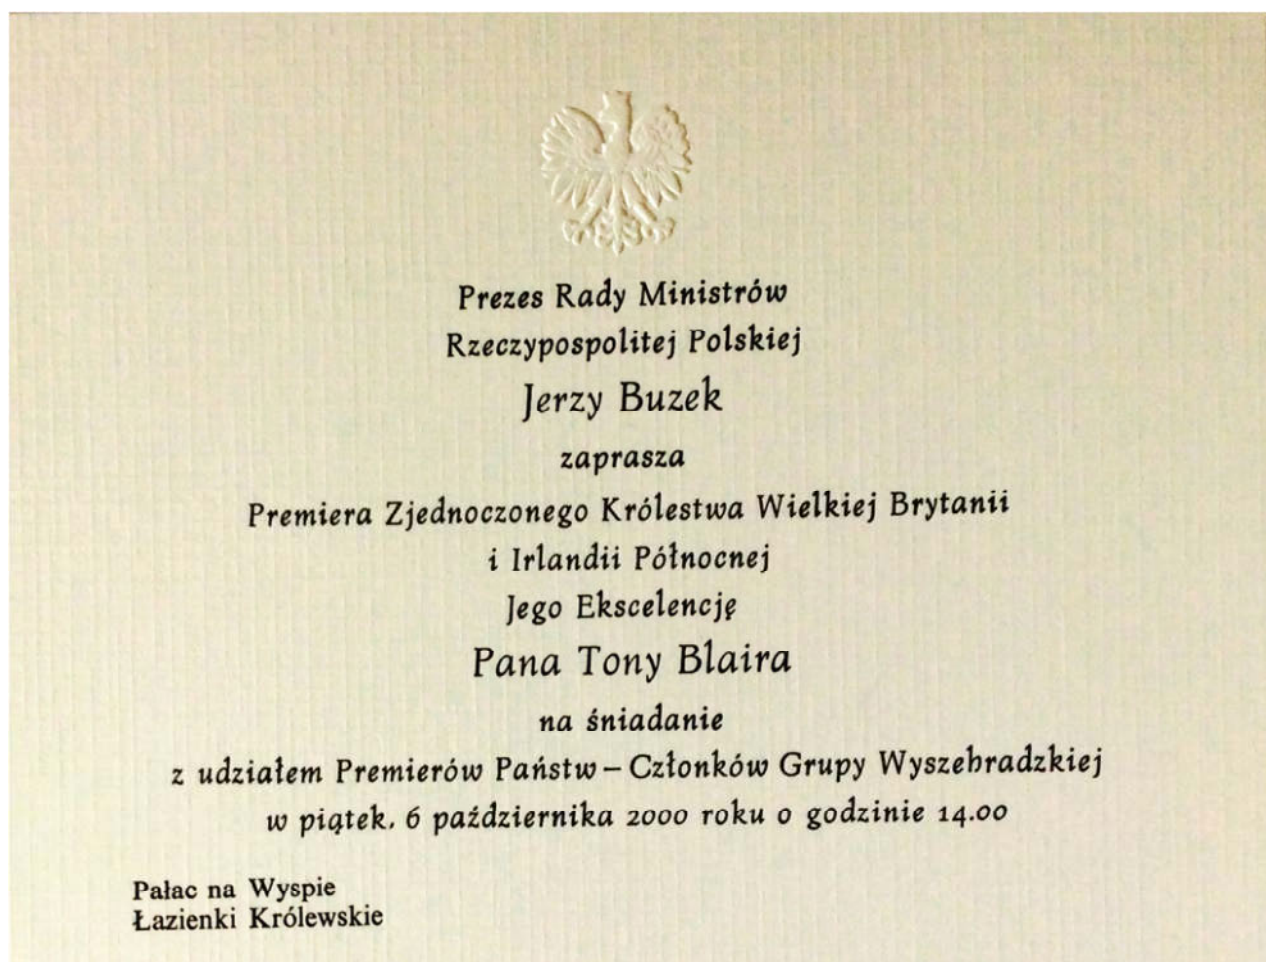 Prezes Rady Ministrów
Rzeczypospolitej Polskiej
Jerzy Buzek
zaprasza
Premiera Zjednoczonego Królestwa Wielkiej Brytanii
i Irlandii Północnej
Jego Ekscelencję
Pana Tony Blaira
na śniadanie
z udziałem Premierów Państw – Członków Grupy Wyszehradzkiej
w piątek, 6 października 2000 roku o godzinie 14.00
Pałac na Wyspie
Łazienki Królewskie